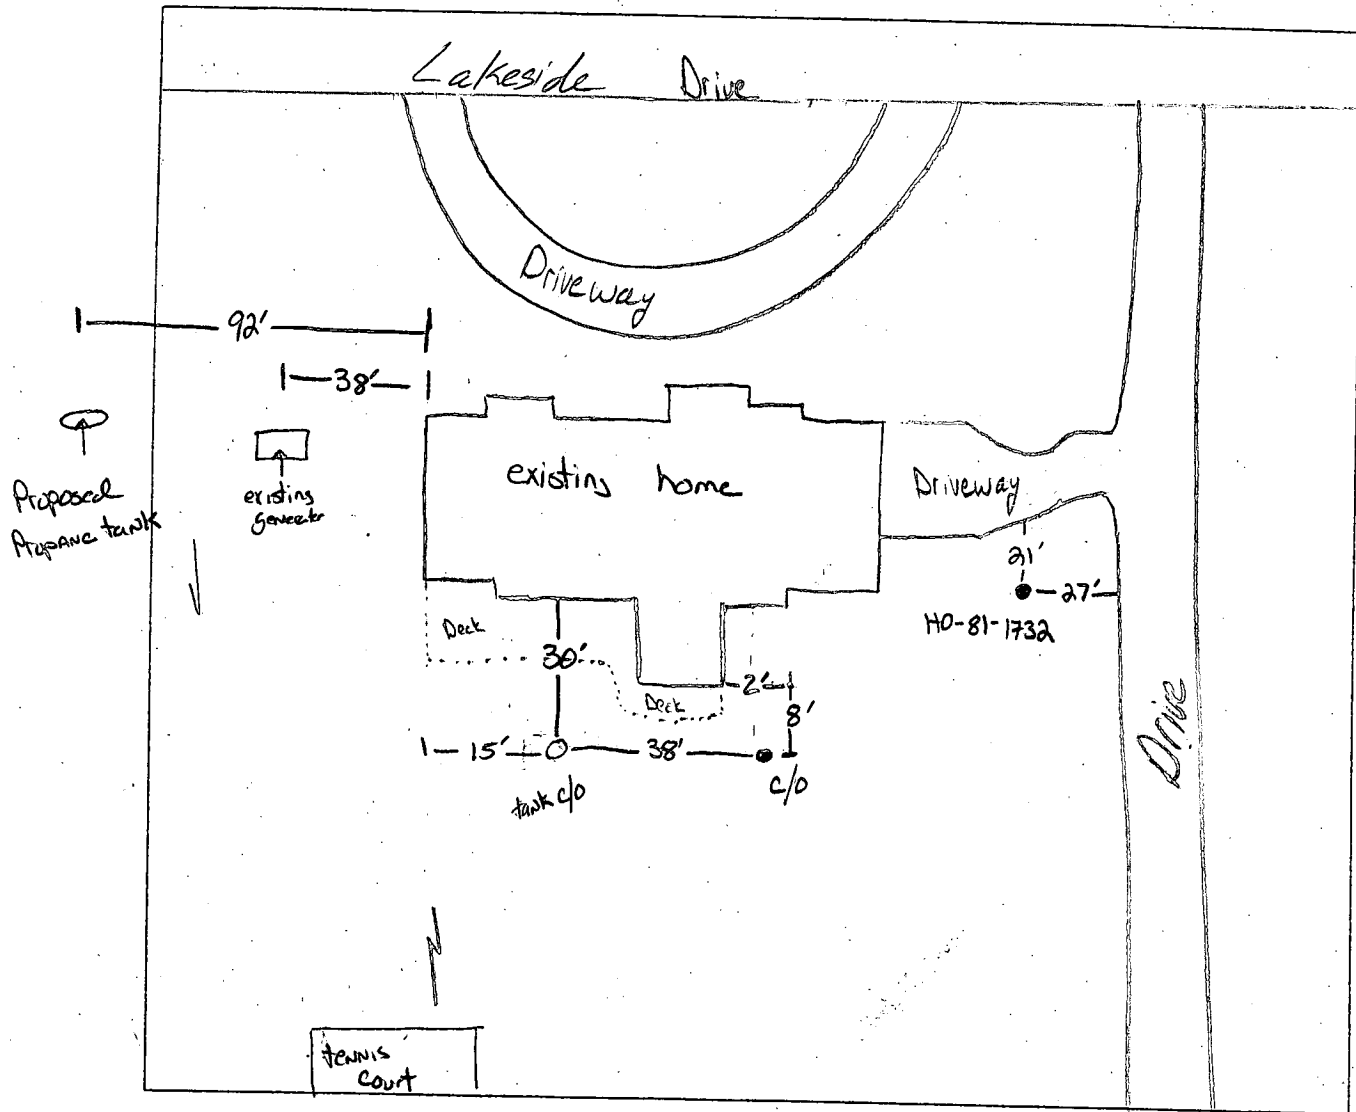 Lakeside Drive
Driveway
92'
38'
Proposed
Propane tank
existing
generator
existing home
Driveway
21'
27'
HO-81-1732
Deck
30'
Deck
2'
8'
15'
38'
tank c/o
c/o
Drive
tennis
court